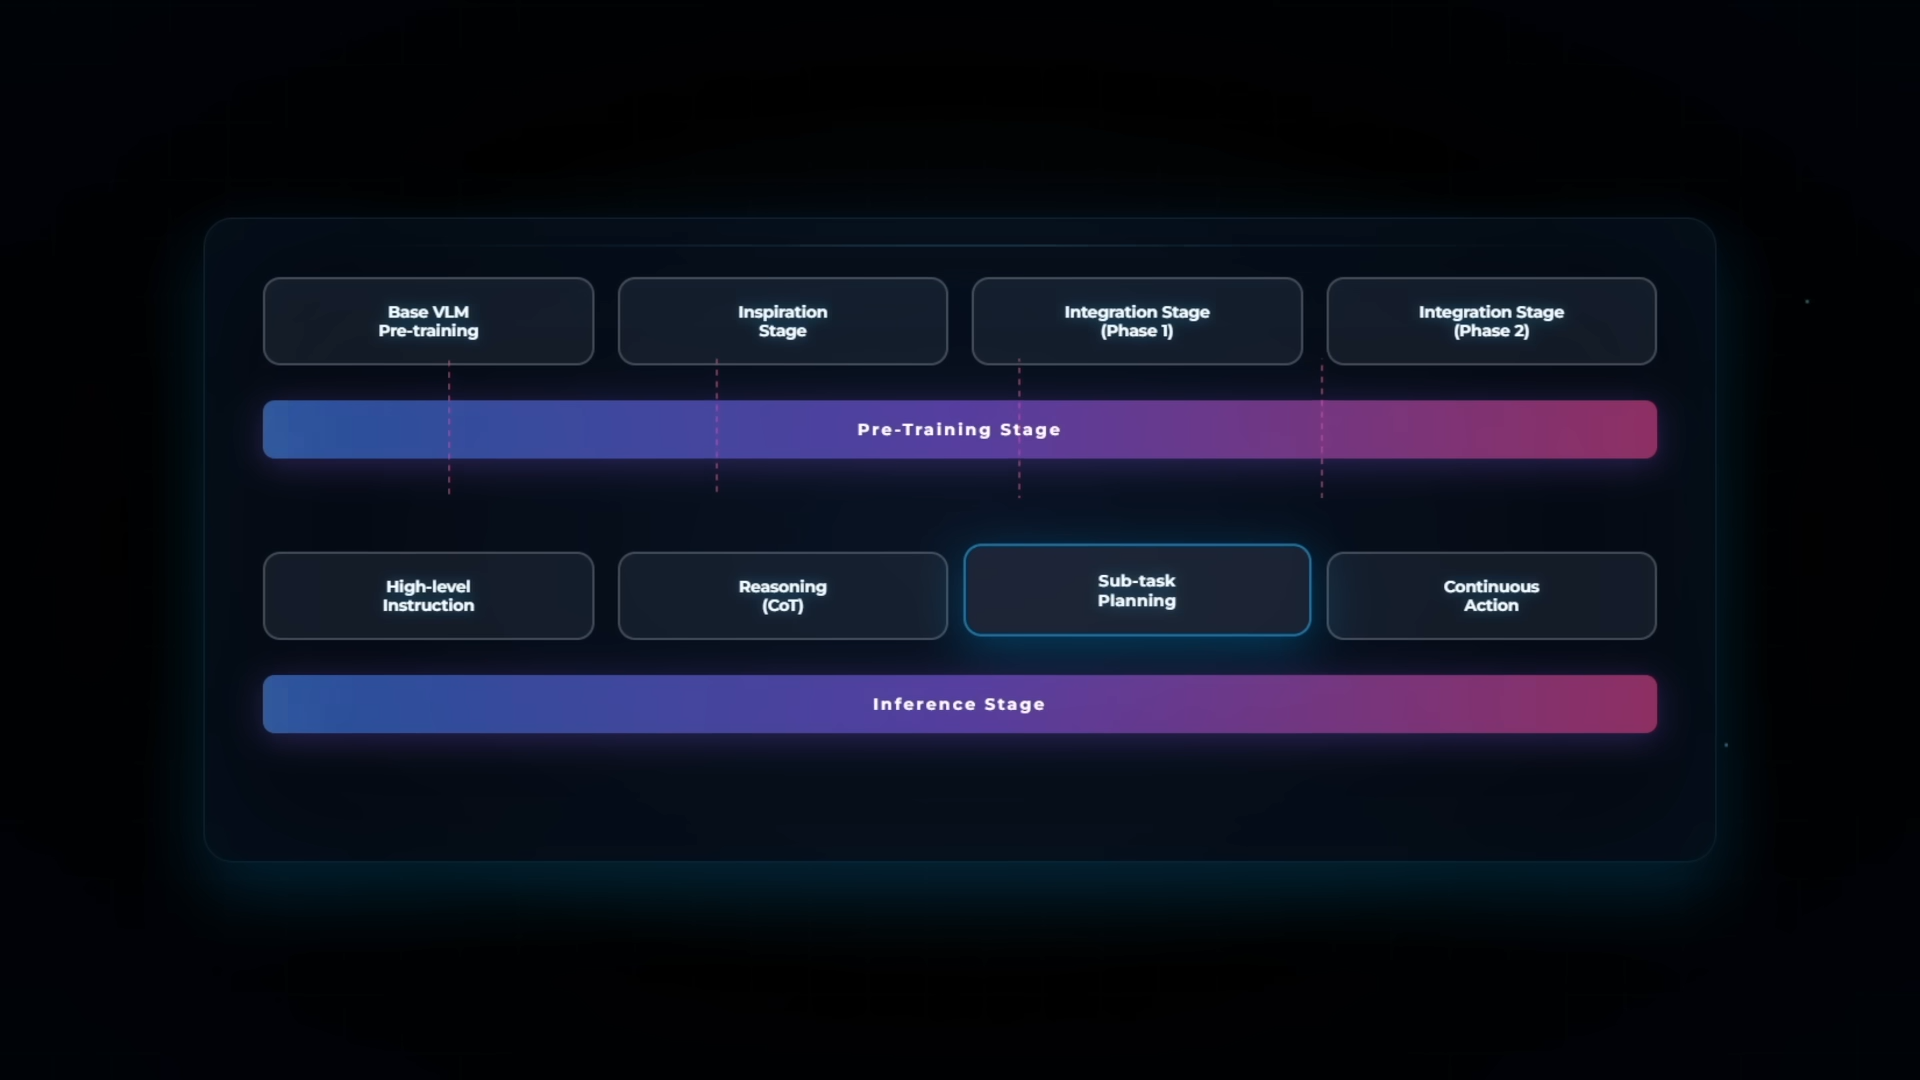 Base VLM
Pre-training
Inspiration
Stage
Integration Stage
(Phase 1)
Integration Stage
(Phase 2)
Pre-Training Stage
High-level
Instruction
Reasoning
(CoT)
Sub-task
Planning
Continuous
Action
Inference Stage